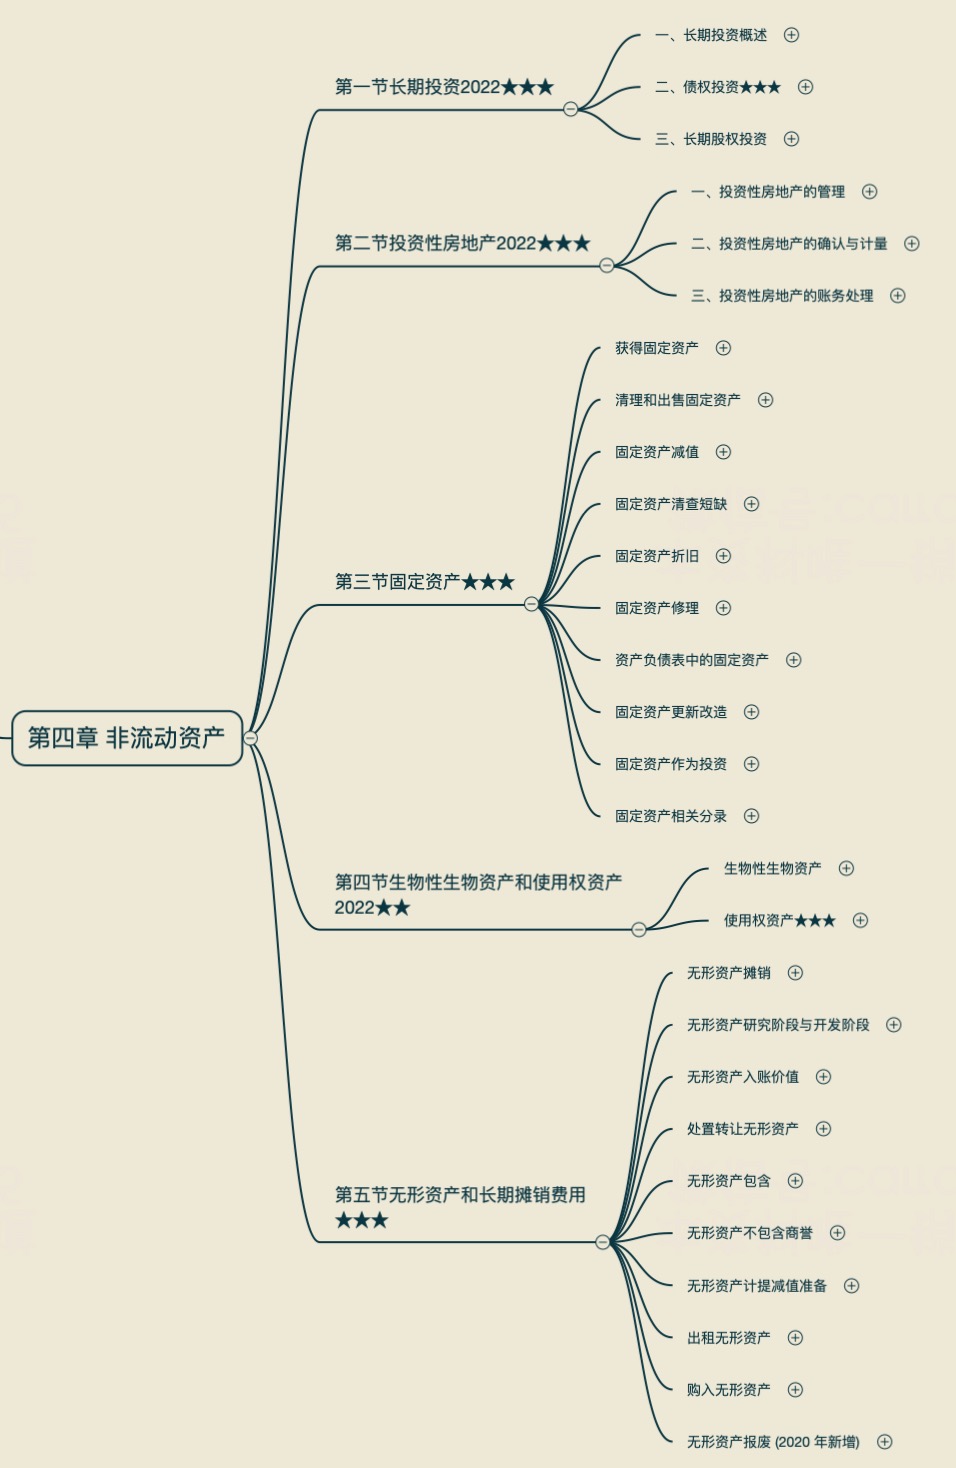 第四章 非流动资产
第一节长期投资2022★★★
一、长期投资概述
二、债权投资★★★
三、长期股权投资
第二节投资性房地产2022★★★
一、投资性房地产的管理
二、投资性房地产的确认与计量
三、投资性房地产的账务处理
第三节固定资产★★★
获得固定资产
清理和出售固定资产
固定资产减值
固定资产清查短缺
固定资产折旧
固定资产修理
资产负债表中的固定资产
固定资产更新改造
固定资产作为投资
固定资产相关分录
第四节生物性生物资产和使用权资产
2022★★
生物性生物资产
使用权资产★★★
第五节无形资产和长期摊销费用
★★★
无形资产摊销
无形资产研究阶段与开发阶段
无形资产入账价值
处置转让无形资产
无形资产包含
无形资产不包含商誉
无形资产计提减值准备
出租无形资产
购入无形资产
无形资产报废 (2020 年新增)